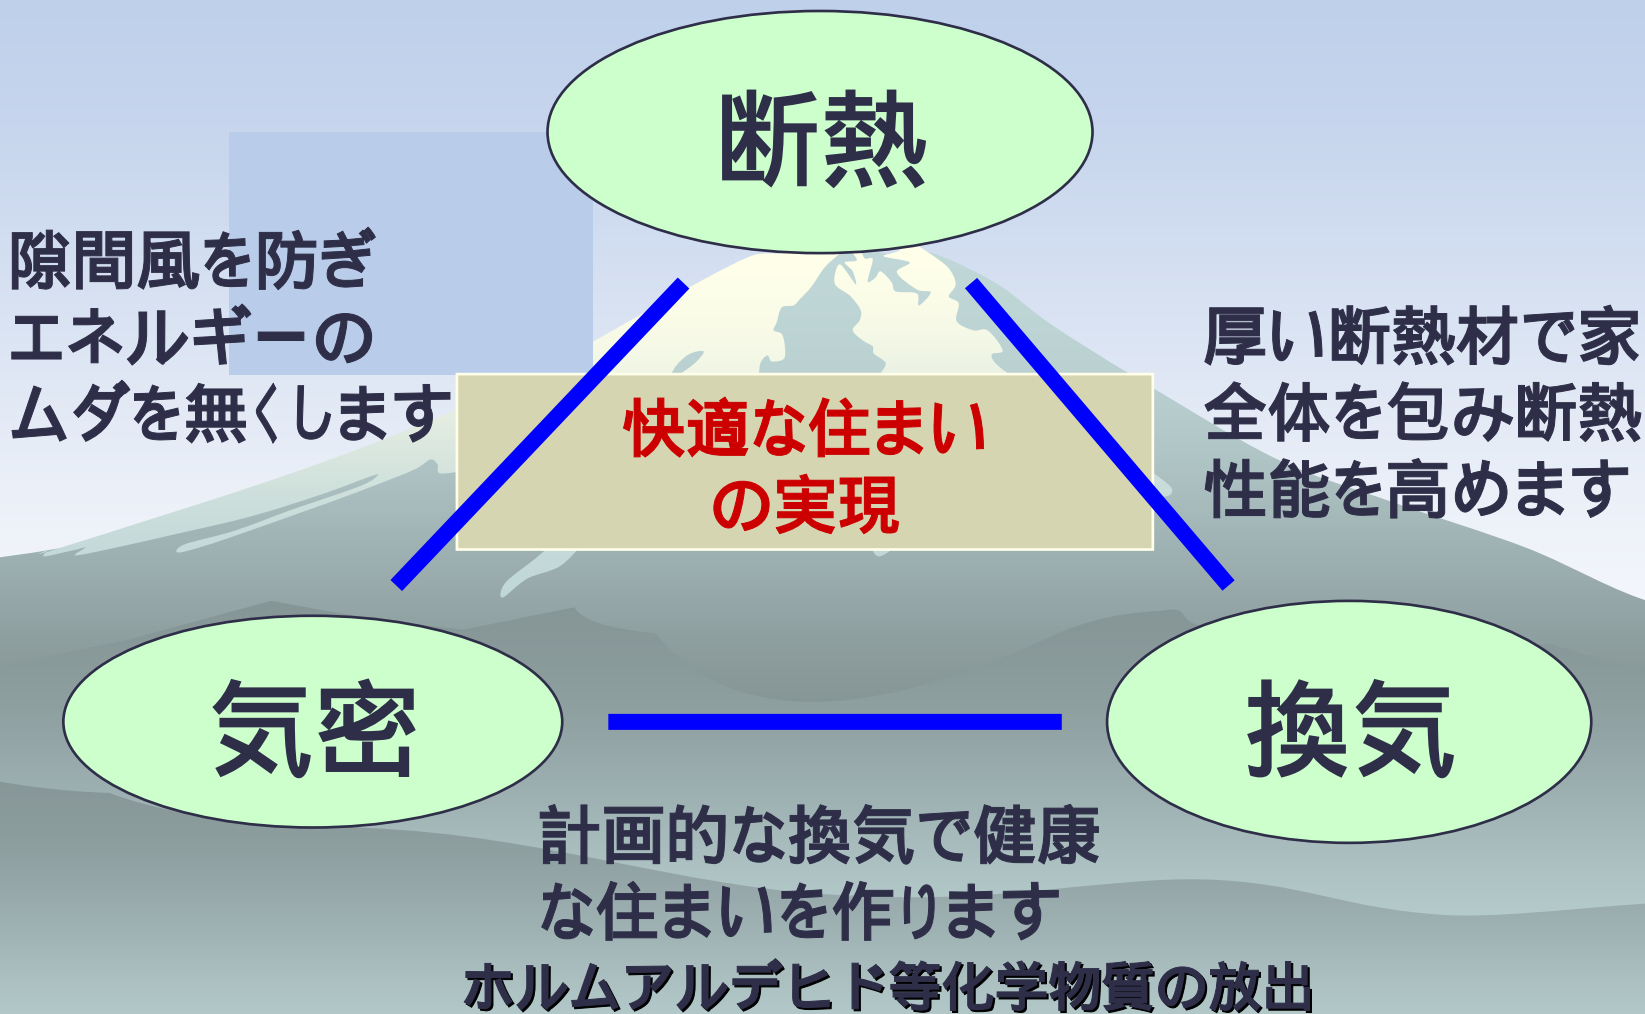 断熱
隙間風を防ぎ
エネルギーの
ムダを無くします
厚い断熱材で家
全体を包み断熱
性能を高めます
快適な住まい
の実現
気密
換気
計画的な換気で健康
な住まいを作ります
ホルムアルデヒド等化学物質の放出